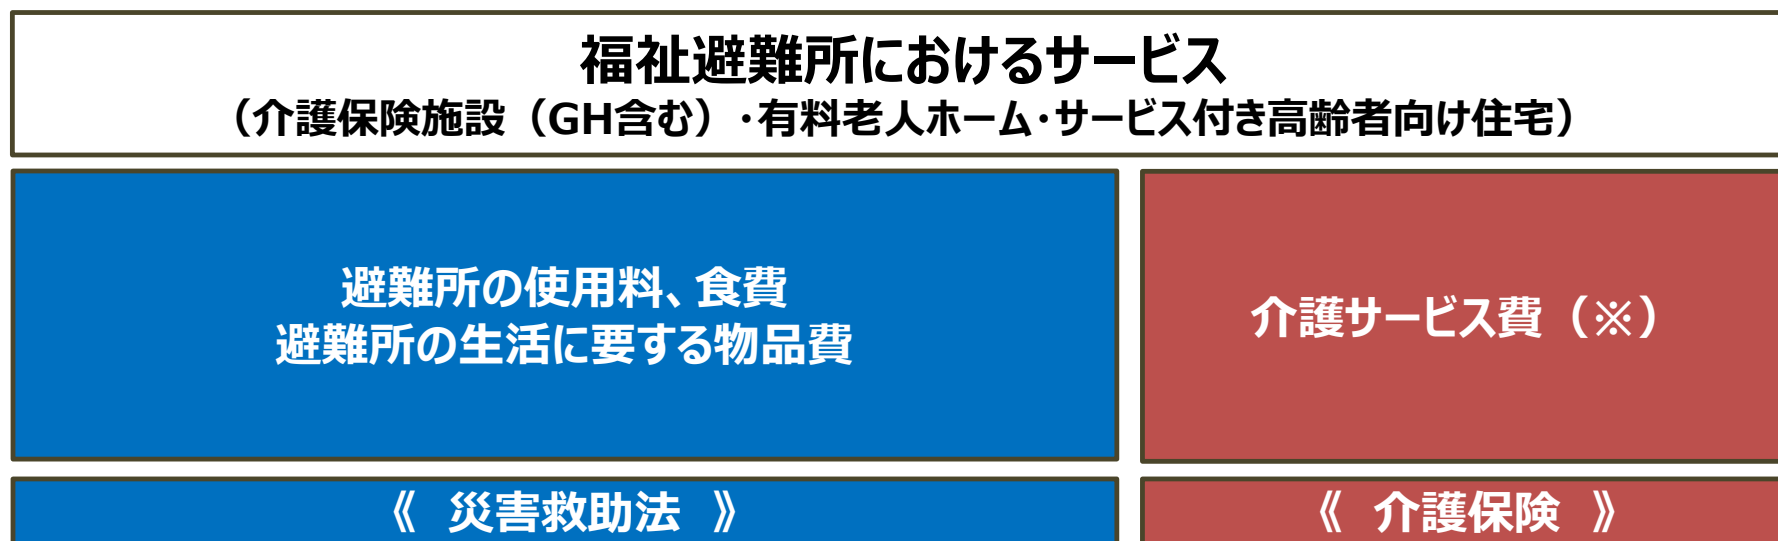 福祉避難所におけるサービス
（介護保険施設（GH含む）・有料老人ホーム・サービス付き高齢者向け住宅）
避難所の使用料、食費
避難所の生活に要する物品費
介護サービス費（※）
《 災害救助法 》
《 介護保険 》